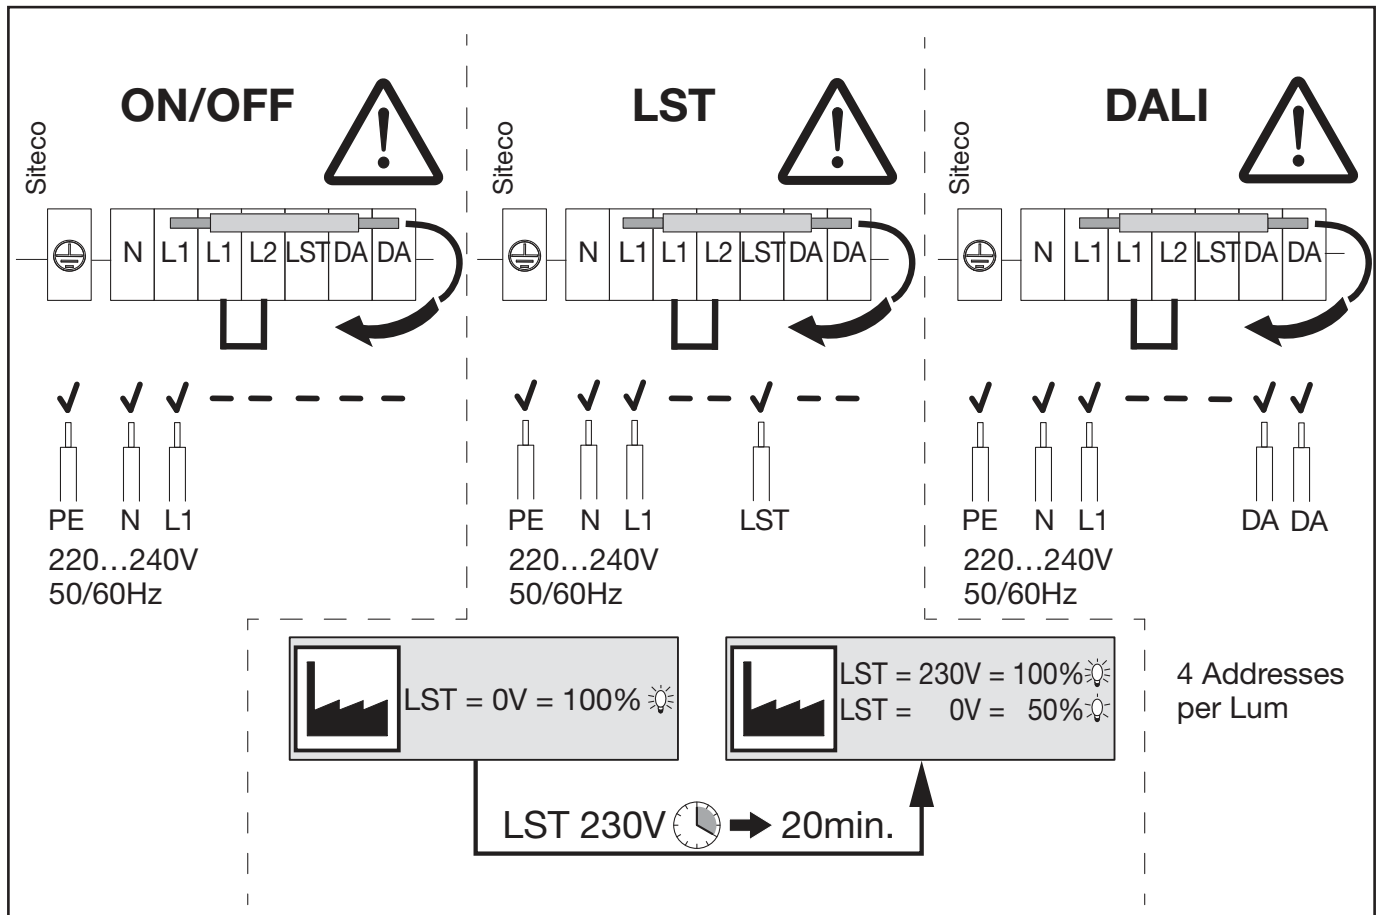 ON/OFF
Siteco
N L1 L1 L2 LST DA DA
PE N L1
220...240V
50/60Hz
LST
Siteco
N L1 L1 L2 LST DA DA
PE N L1 LST
220...240V
50/60Hz
DALI
Siteco
N L1 L1 L2 LST DA DA
PE N L1 DA DA
220...240V
50/60Hz
LST = 0V = 100%
LST = 230V = 100%
LST = 0V = 50%
LST 230V 20min.
4 Addresses
per Lum